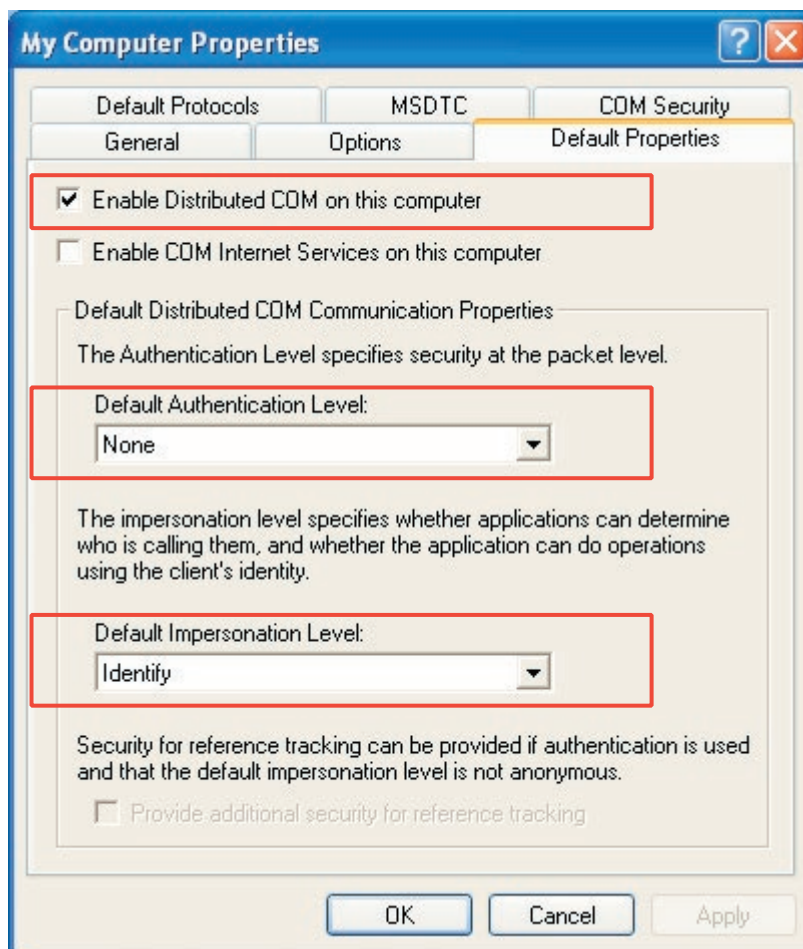 My Computer Properties
Default Protocols MSDTC COM Security
General Options Default Properties
Enable Distributed COM on this computer
Enable COM Internet Services on this computer
Default Distributed COM Communication Properties
The Authentication Level specifies security at the packet level.
Default Authentication Level:
None
The impersonation level specifies whether applications can determine
who is calling them, and whether the application can do operations
using the client's identity.
Default Impersonation Level:
Identify
Security for reference tracking can be provided if authentication is used
and that the default impersonation level is not anonymous.
Provide additional security for reference tracking
OK Cancel Apply